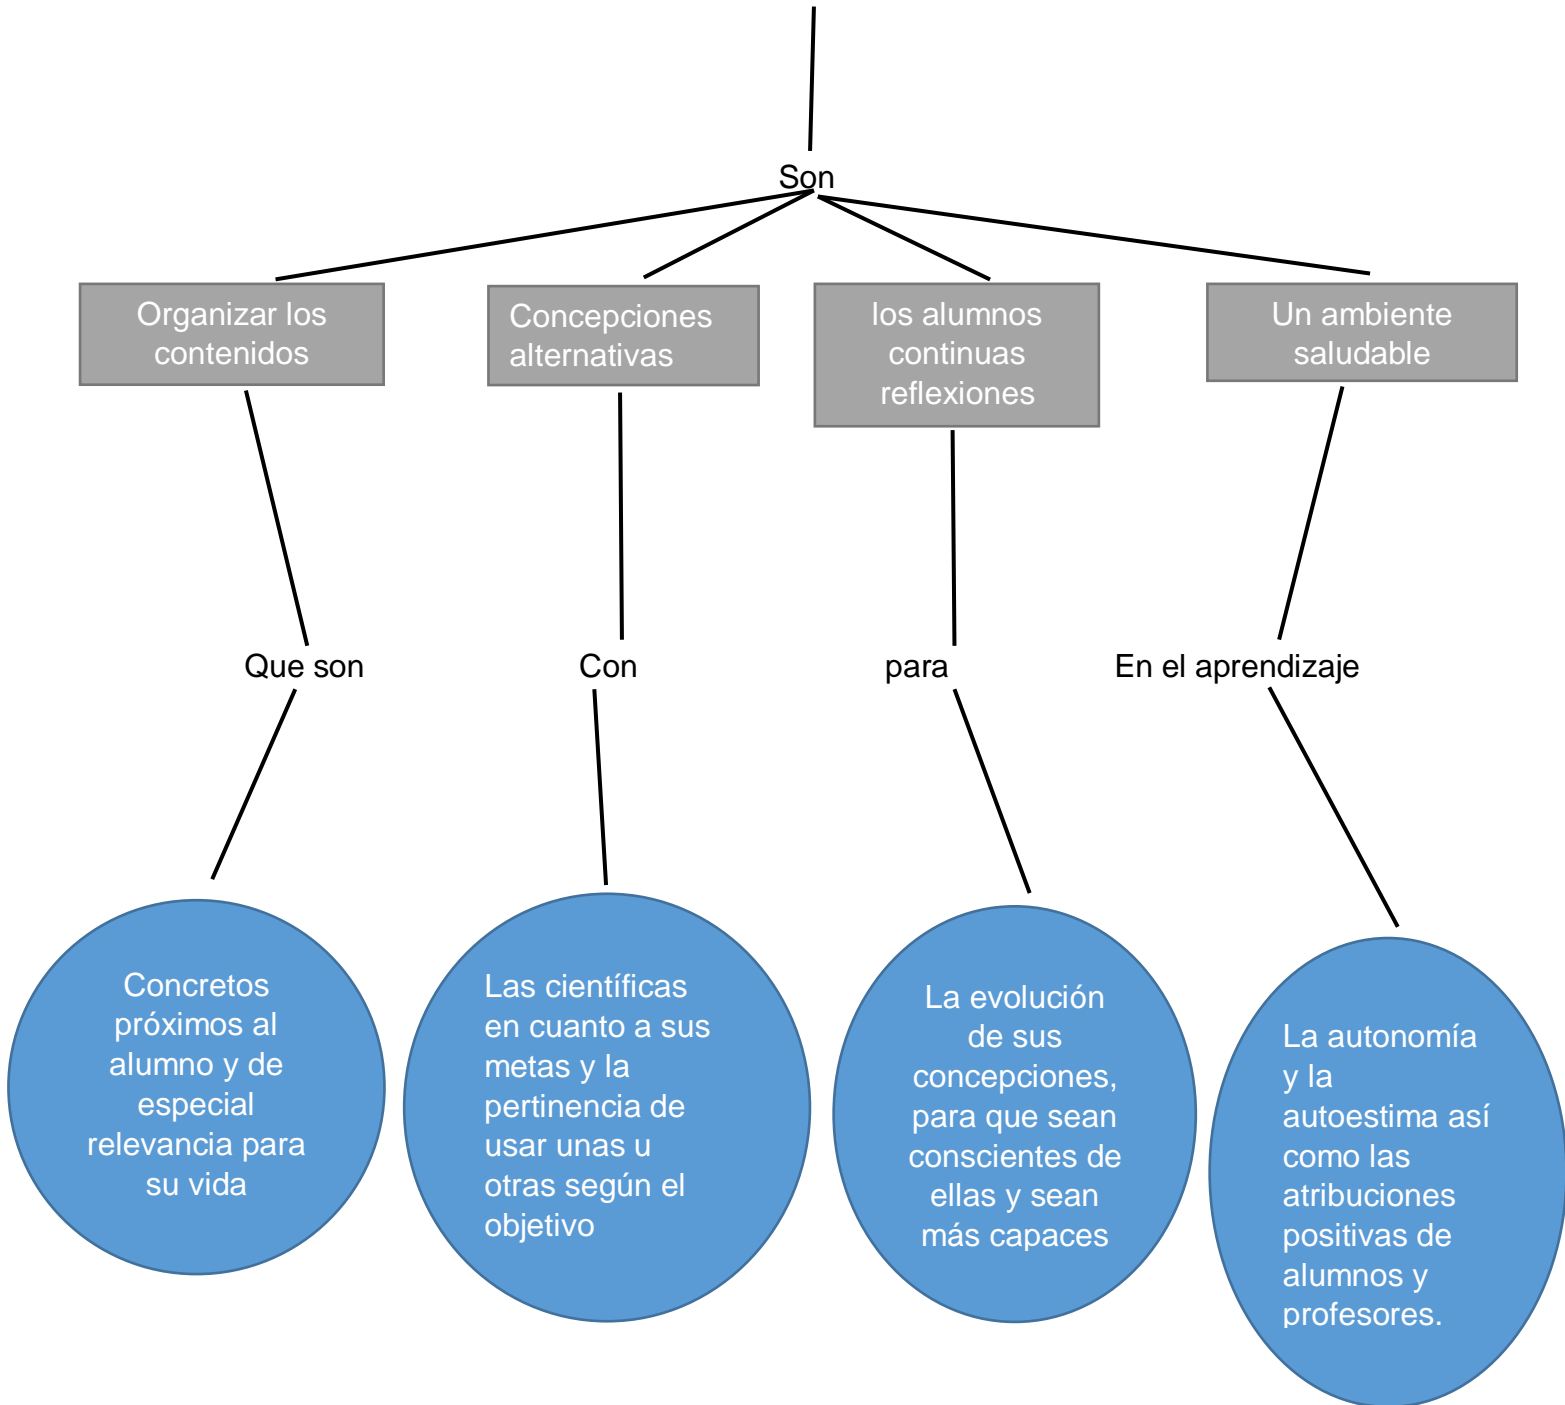 Son
Organizar los
contenidos
Concepciones
alternativas
los alumnos
continuas
reflexiones
Un ambiente
saludable
Que son
Con
para
En el aprendizaje
Concretos
próximos al
alumno y de
especial
relevancia para
su vida
Las científicas
en cuanto a sus
metas y la
pertinencia de
usar unas u
otras según el
objetivo
La evolución
de sus
concepciones,
para que sean
conscientes de
ellas y sean
más capaces
La autonomía
y la
autoestima así
como las
atribuciones
positivas de
alumnos y
profesores.